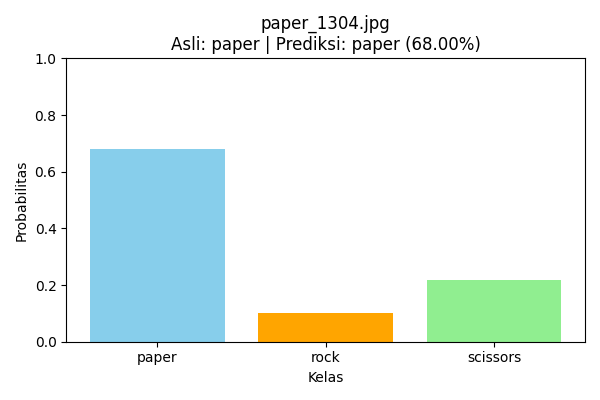 paper_1304.jpg
Asli: paper | Prediksi: paper (68.00%)
1.0
0.8
0.6
0.4
0.2
0.0
Probabilitas
paper
rock
scissors
Kelas